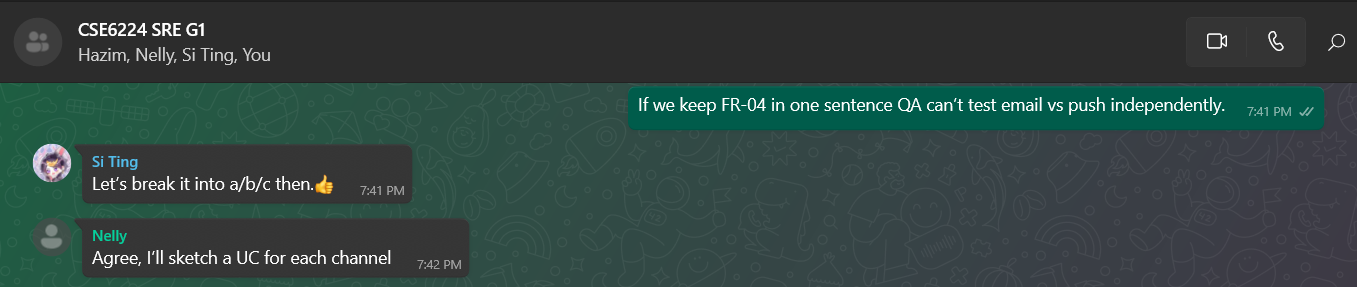 CSE6224 SRE G1
Hazim, Nelly, Si Ting, You
If we keep FR-04 in one sentence QA can’t test email vs push independently. 7:41 PM
Si Ting
Let’s break it into a/b/c then.👍 7:41 PM
Nelly
Agree, I’ll sketch a UC for each channel 7:42 PM